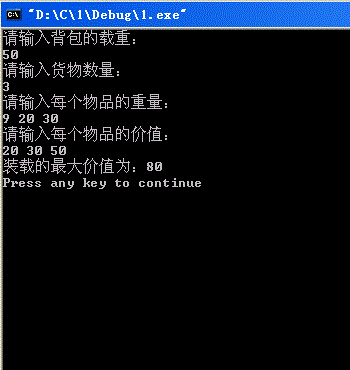 "D:\C\1\Debug\1.exe"
请输入背包的载重：
50
请输入货物数量：
3
请输入每个物品的重量：
9 20 30
请输入每个物品的价值：
20 30 50
装载的最大价值为：80
Press any key to continue